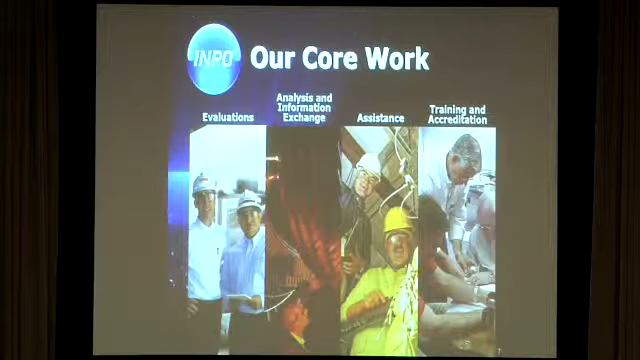 INPO
Our Core Work
Evaluations
Analysis and
Information
Exchange
Assistance
Training and
Accreditation